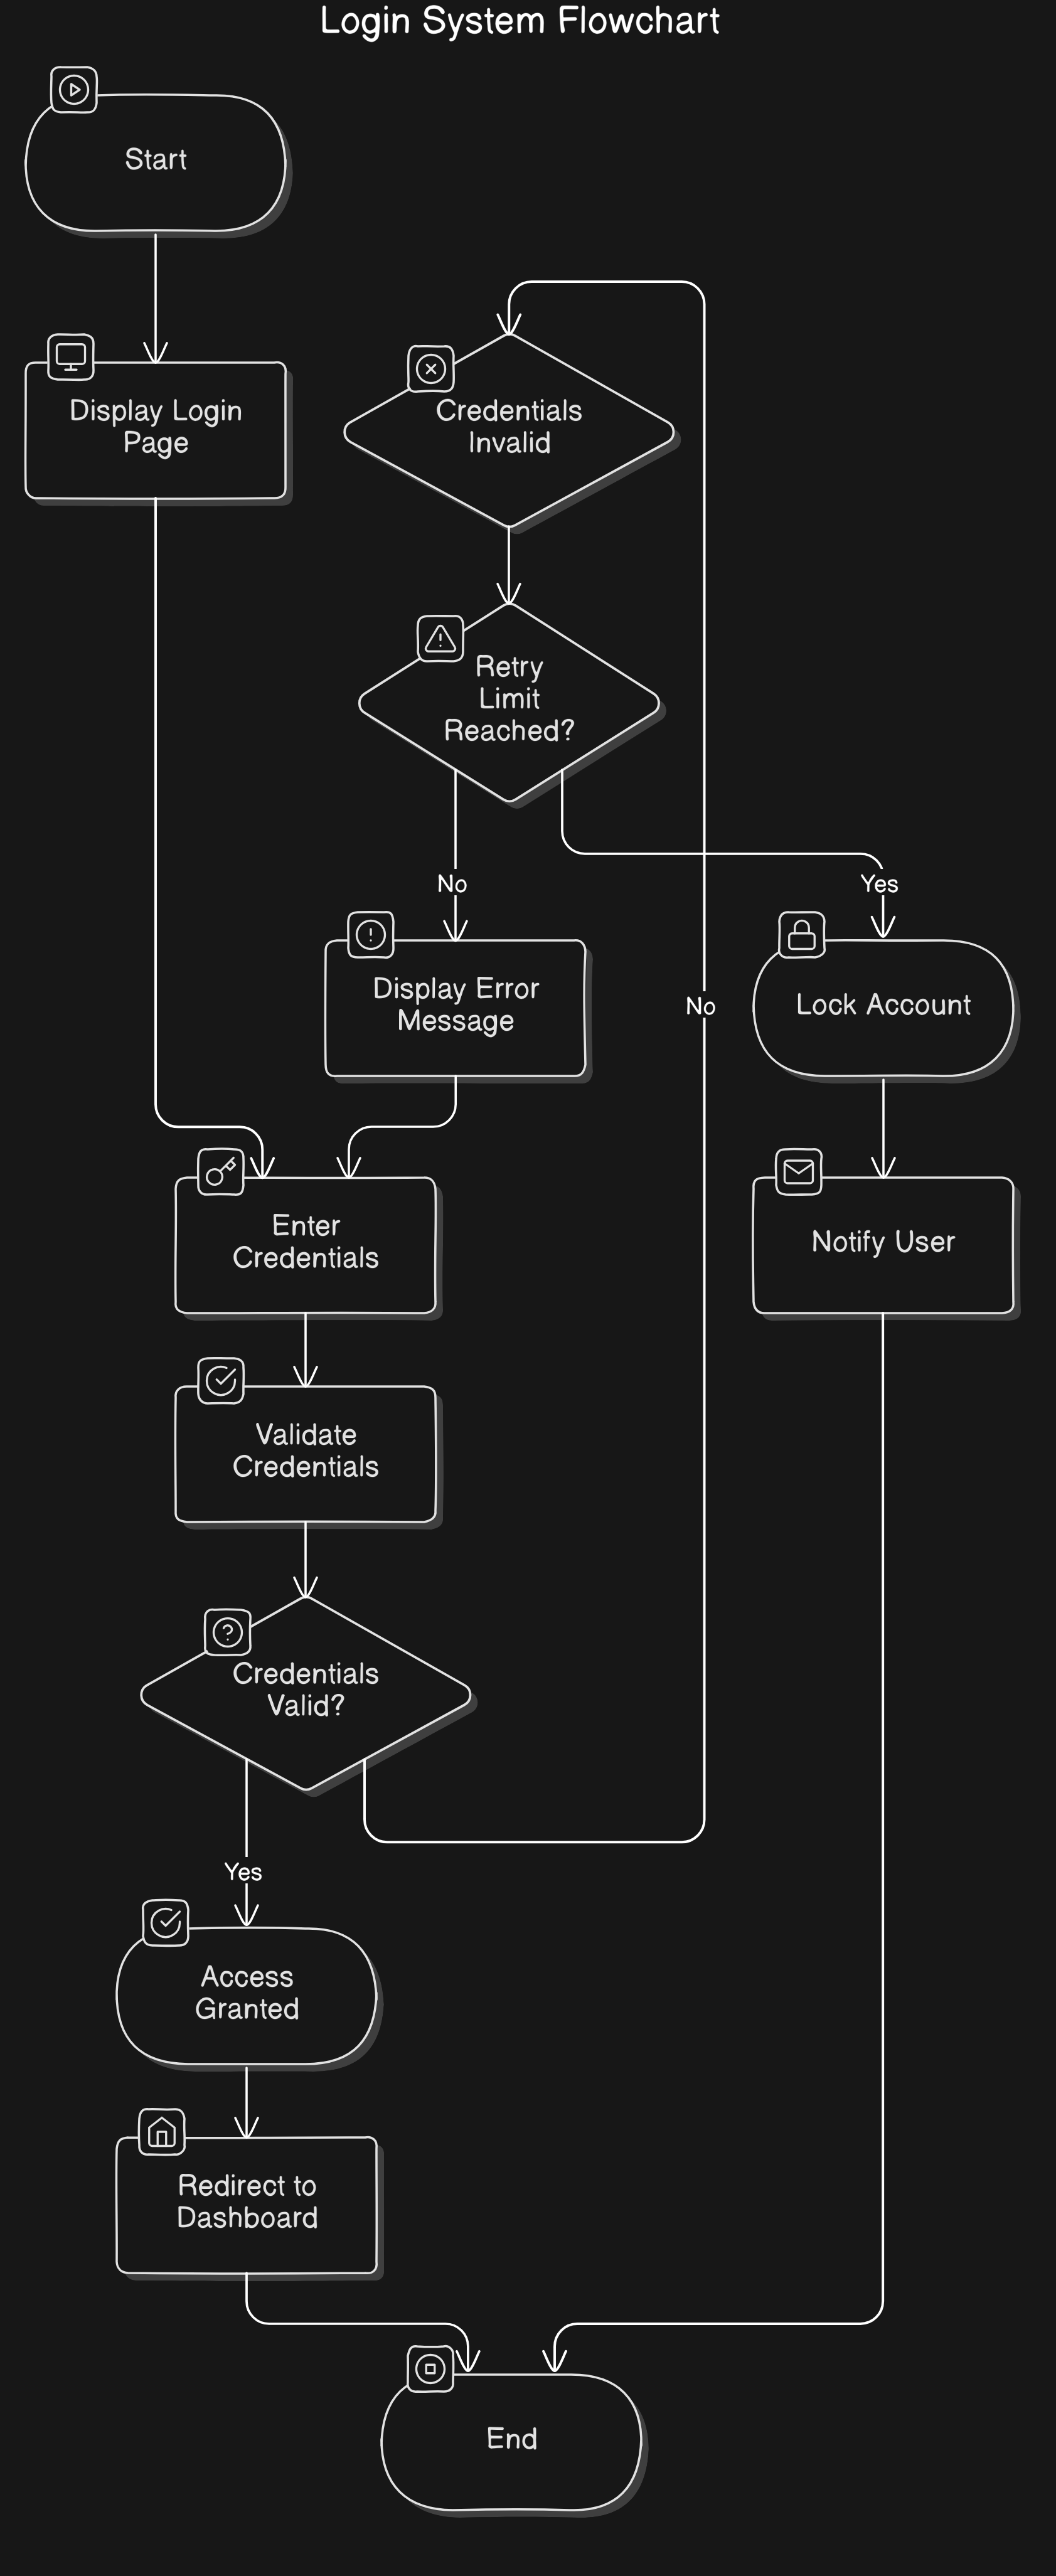 Login System Flowchart
Start
Display Login
Page
Credentials
Invalid
Retry
Limit
Reached?
No
Yes
Display Error
Message
No
Lock Account
Enter
Credentials
Notify User
Validate
Credentials
Credentials
Valid?
Yes
Access
Granted
Redirect to
Dashboard
End